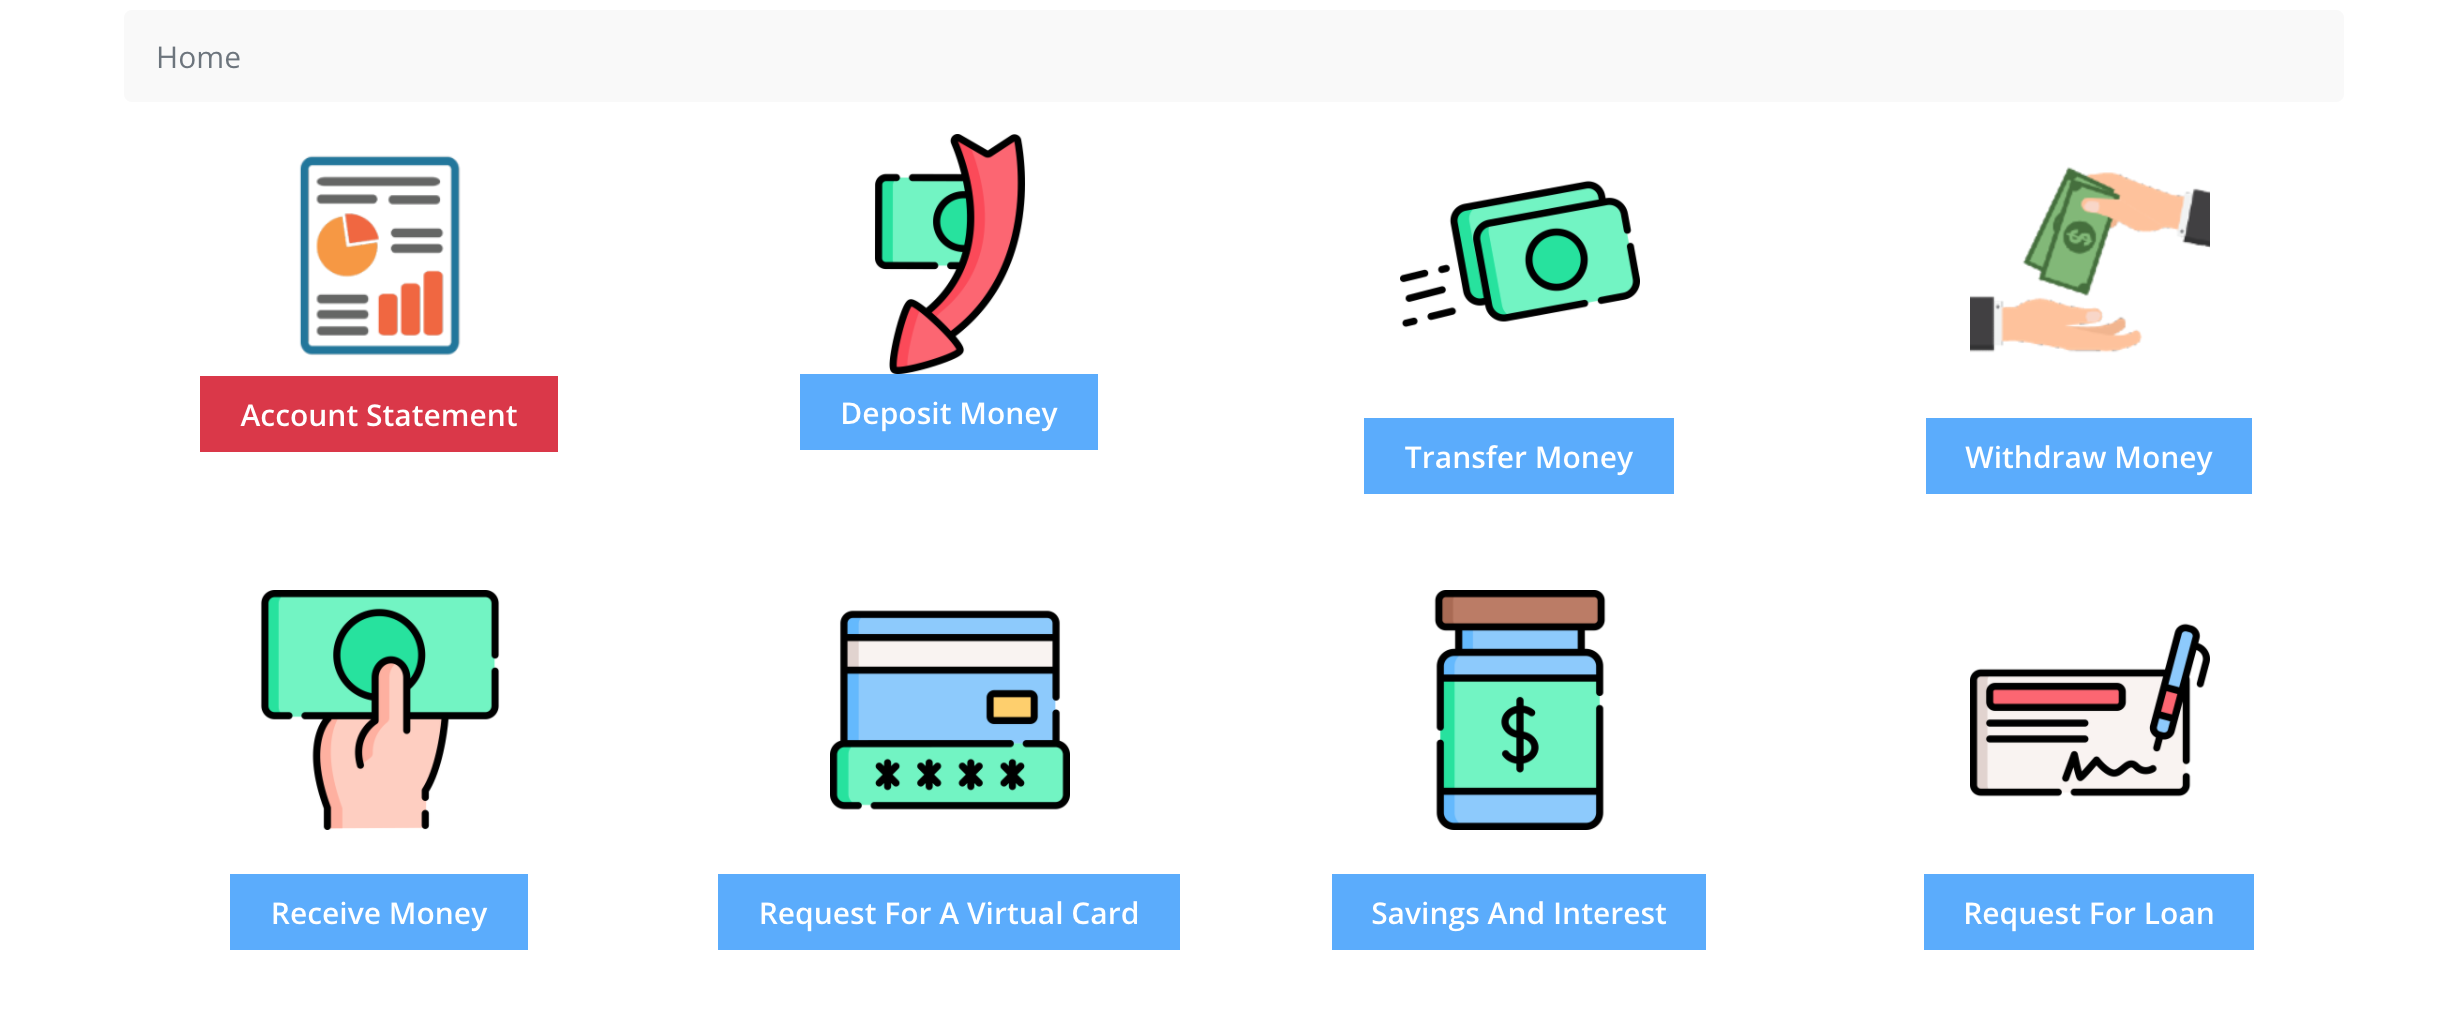 Home
Account Statement
Deposit Money
Transfer Money
Withdraw Money
$
Receive Money
Request For A Virtual Card
****
Savings And Interest
$
Request For Loan